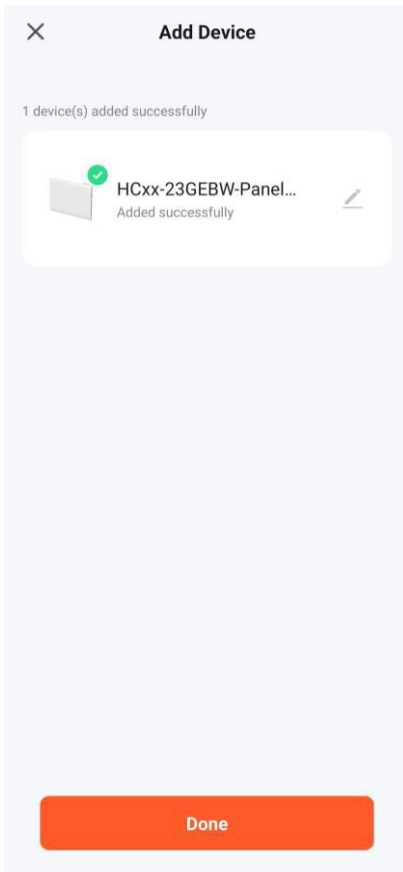 Add Device
1 device(s) added successfully
HCxx-23GEBW-Panel...
Added successfully
Done